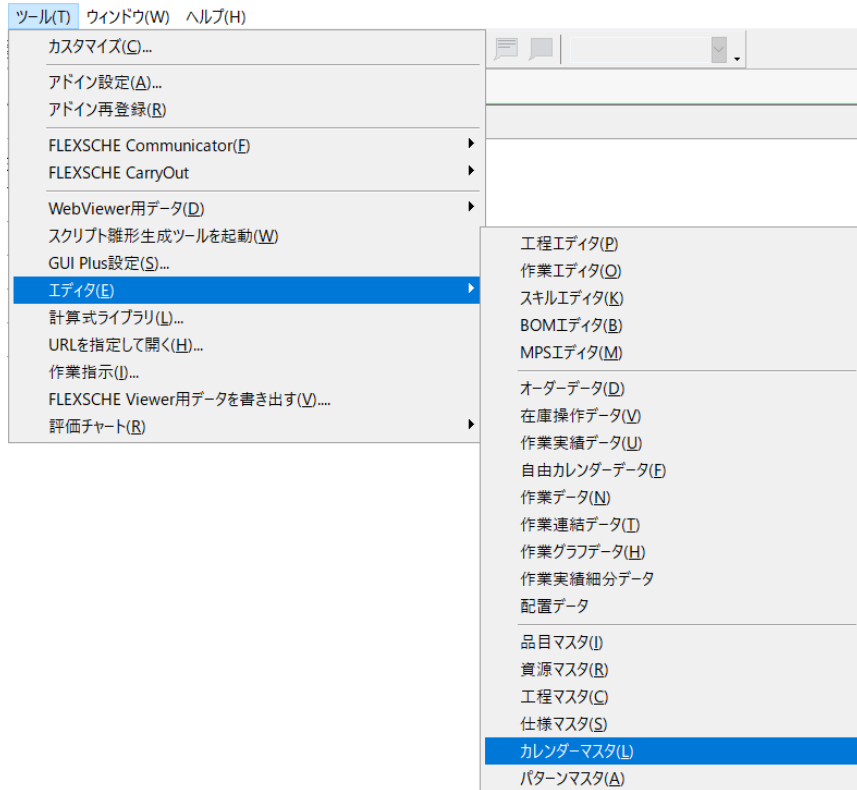 ツール(T) ウィンドウ(W) ヘルプ(H)
カスタマイズ(C)...
アドイン設定(A)...
アドイン再登録(R)
FLEXSCHE Communicator(F)
FLEXSCHE CarryOut
WebViewer用データ(D)
スクリプト雛形生成ツールを起動(W)
GUI Plus設定(S)...
エディタ(E)
計算式ライブラリ(L)...
URLを指定して開く(H)...
作業指示(I)...
FLEXSCHE Viewer用データを書き出す(V)....
評価チャート(R)
工程エディタ(P)
作業エディタ(O)
スキルエディタ(K)
BOMエディタ(B)
MPSエディタ(M)
オーダーデータ(D)
在庫操作データ(V)
作業実績データ(U)
自由カレンダーデータ(F)
作業データ(N)
作業連結データ(T)
作業グラフデータ(H)
作業実績細分データ
配置データ
品目マスタ(I)
資源マスタ(R)
工程マスタ(C)
仕様マスタ(S)
カレンダーマスタ(L)
パターンマスタ(A)